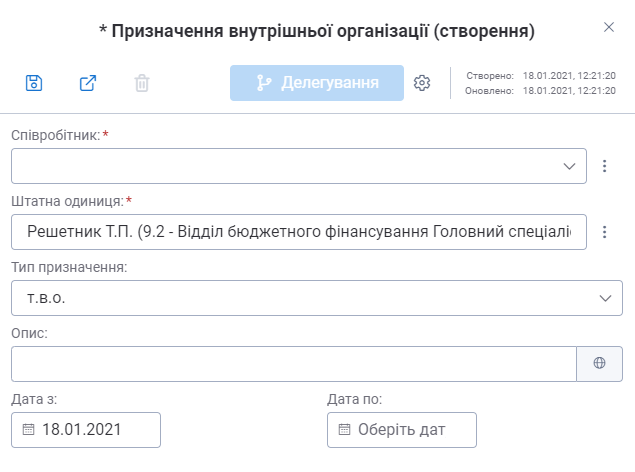 * Призначення внутрішньої організації (створення)
Делегування
Створено: 18.01.2021, 12:21:20
Оновлено: 18.01.2021, 12:21:20
Співробітник: *
Штатна одиниця: *
Решетник Т.П. (9.2 - Відділ бюджетного фінансування Головний спеціаліс
Тип призначення:
т.в.о.
Опис:
Дата з: Дата по:
18.01.2021 Оберіть дат